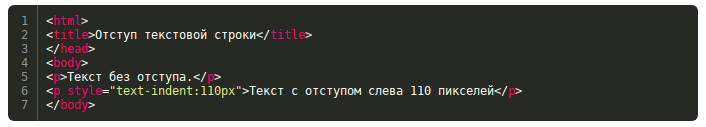 1 <html>
2 <title>Отступ текстовой строки</title>
3 </head>
4 <body>
5 <p>Текст без отступа.</p>
6 <p style="text-indent:110px">Текст с отступом слева 110 пикселей</p>
7 </body>